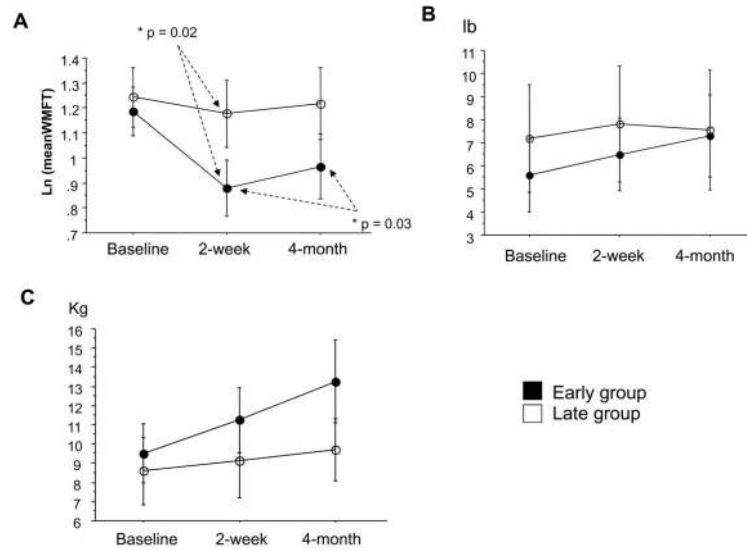 A
* p = 0.02
Ln (meanWMFT)
1.4
1.3
1.2
1.1
1
.9
.8
.7
* p = 0.03
Baseline
2-week
4-month
B
lb
11
10
9
8
7
6
5
4
3
Baseline
2-week
4-month
C
Kg
16
15
14
13
12
11
10
9
8
7
6
Baseline
2-week
4-month
Early group
Late group